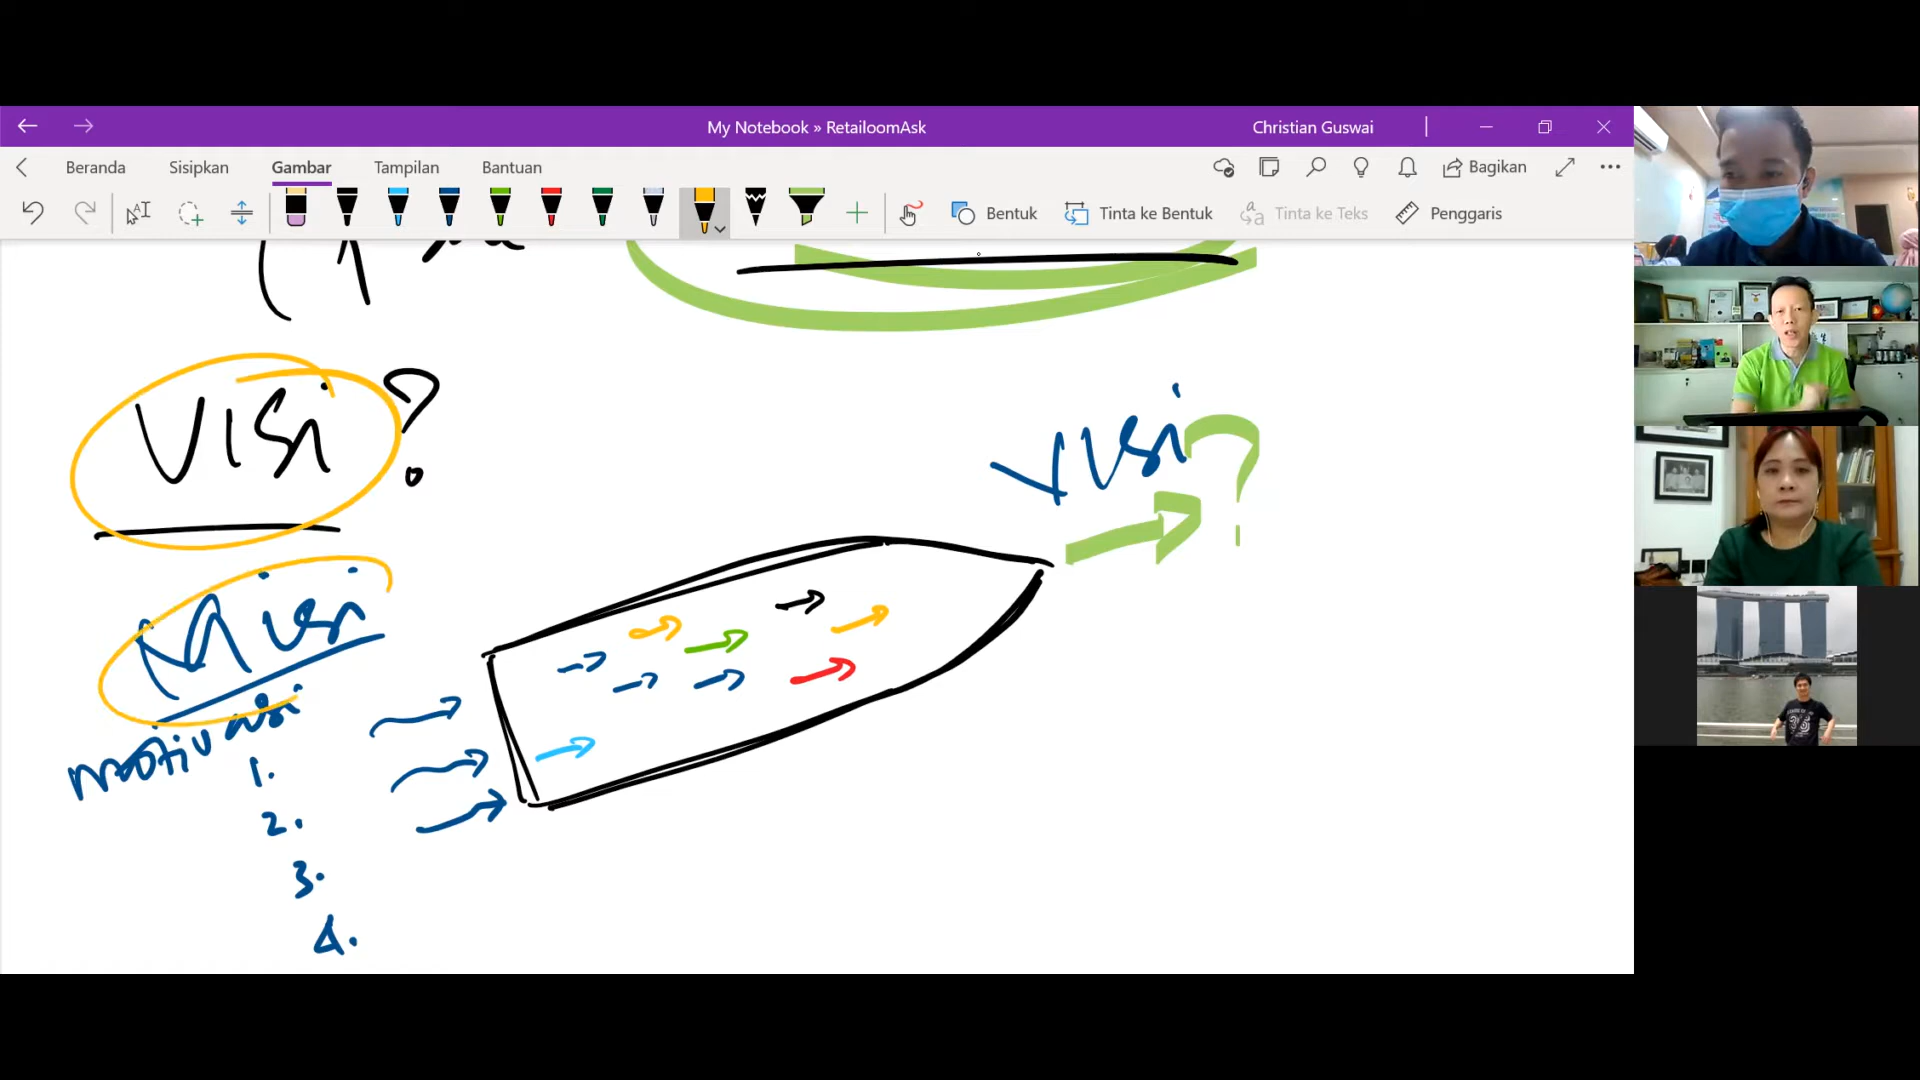 My Notebook » RetailoomAsk
Christian Guswai
Beranda
Sisipkan
Gambar
Tampilan
Bantuan
Bagikan
Bentuk
Tinta ke Bentuk
Tinta ke Teks
Penggaris
Visi?
Visi?
Misi
motivasi
1.
2.
3.
4.